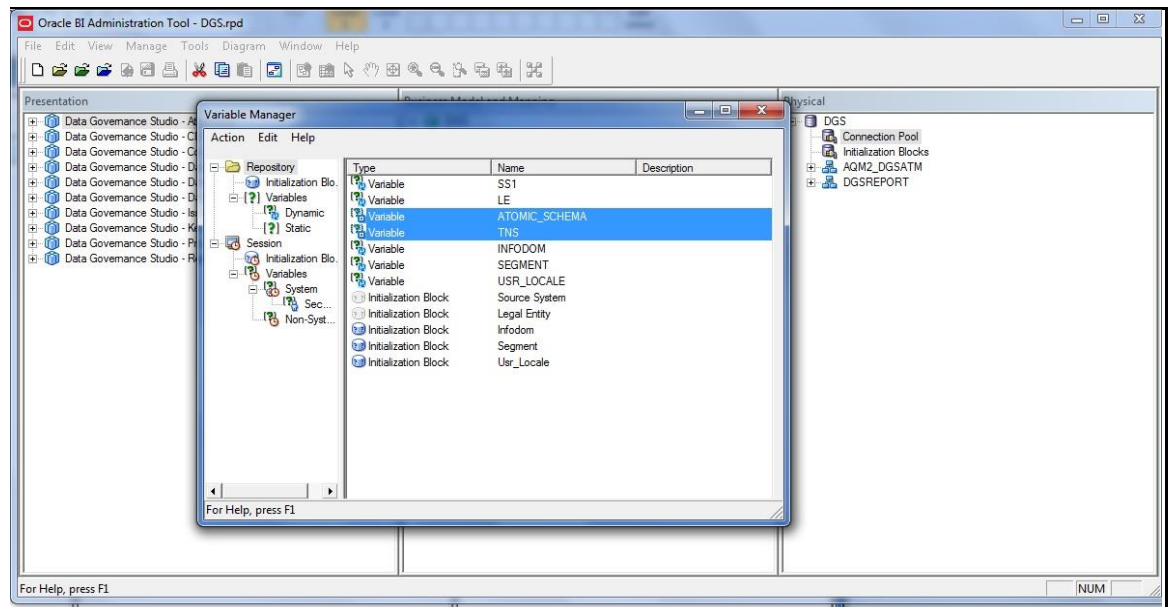 Oracle BI Administration Tool - DGS.rpd
File Edit View Manage Tools Diagram Window Help
Presentation
Business Model and Mapping
Physical
Data Governance Studio -
Data Governance Studio -
Data Governance Studio -
Data Governance Studio -
Data Governance Studio -
Data Governance Studio -
Data Governance Studio -
Data Governance Studio -
Data Governance Studio -
Data Governance Studio -
DGS
Connection Pool
Initialization Blocks
AQM2_DGSATM
DGSREPORT
Variable Manager
Action Edit Help
Repository
Initialization Blo.
Variables
Dynamic
Static
Session
Initialization Blo.
Variables
System
Sec...
Non-Syst...
Type Name Description
Variable SS1
Variable LE
Variable ATOMIC_SCHEMA
Variable TNS
Variable INFODOM
Variable SEGMENT
Variable USR_LOCALE
Initialization Block Source System
Initialization Block Legal Entity
Initialization Block Infodom
Initialization Block Segment
Initialization Block Usr_Locale
For Help, press F1
For Help, press F1
NUM